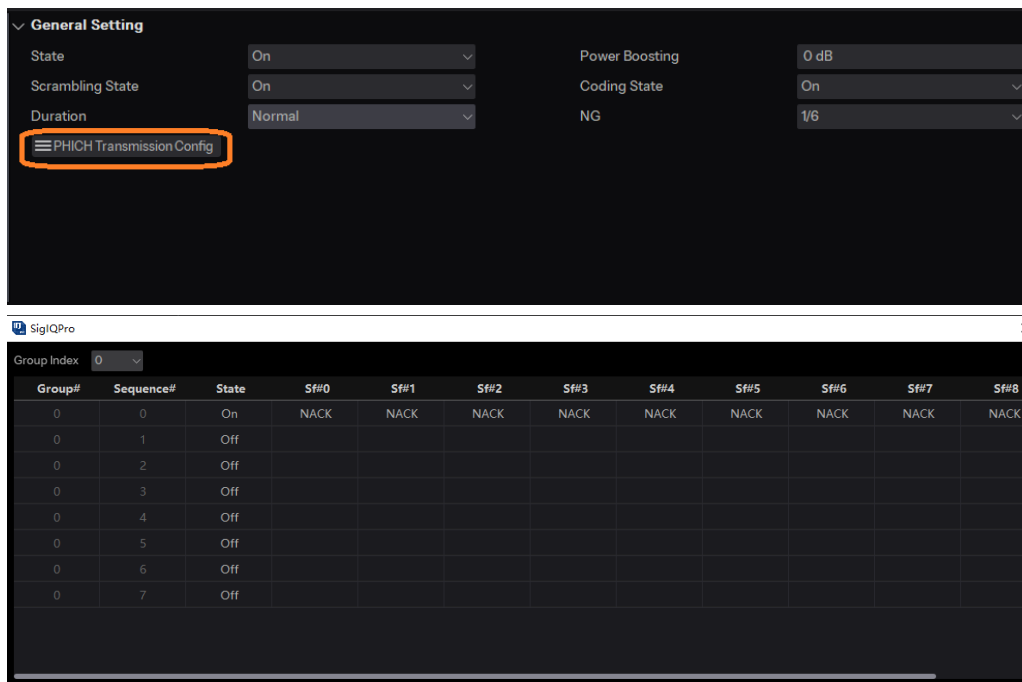 General Setting
State On Power Boosting 0 dB
Scrambling State On Coding State On
Duration Normal NG 1/6
PHICH Transmission Config
SigIQPro
Group Index 0
Group# Sequence# State Sf#0 Sf#1 Sf#2 Sf#3 Sf#4 Sf#5 Sf#6 Sf#7 Sf#8
0 0 On NACK NACK NACK NACK NACK NACK NACK NACK NACK
0 1 Off
0 2 Off
0 3 Off
0 4 Off
0 5 Off
0 6 Off
0 7 Off